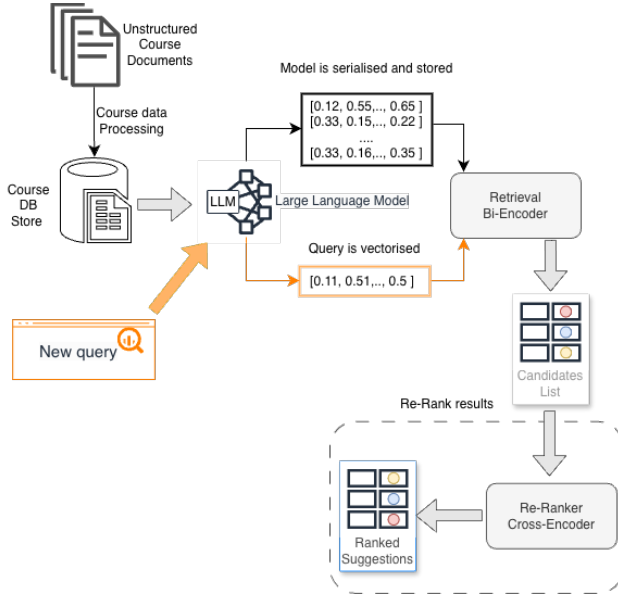 Unstructured
Course
Documents
Model is serialised and stored
Course data
Processing
[0.12, 0.55,.., 0.65 ]
[0.33, 0.15,.., 0.22 ]
....
[0.33, 0.16,.., 0.35 ]
Course
DB
Store
LLM
Large Language Model
Retrieval
Bi-Encoder
Query is vectorised
[0.11, 0.51,.., 0.5 ]
New query
Candidates
List
Re-Rank results
Re-Ranker
Cross-Encoder
Ranked
Suggestions